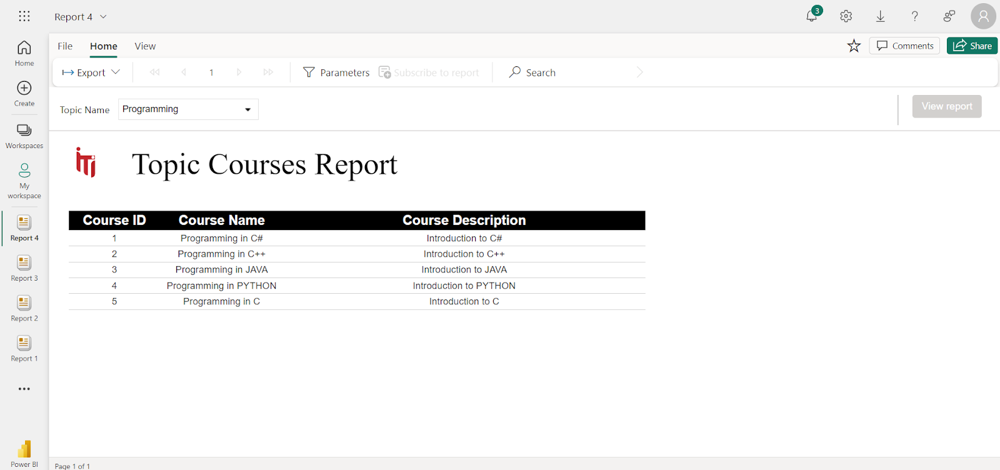 Report 4
3
File Home View
Comments Share
Export 1 Parameters Subscribe to report Search
Topic Name Programming View report
Home
Create
Workspaces
My
workspace
Report 4
Report 3
Report 2
Report 1
Power BI
iTi Topic Courses Report
Course ID Course Name Course Description
1 Programming in C# Introduction to C#
2 Programming in C++ Introduction to C++
3 Programming in JAVA Introduction to JAVA
4 Programming in PYTHON Introduction to PYTHON
5 Programming in C Introduction to C
Page 1 of 1